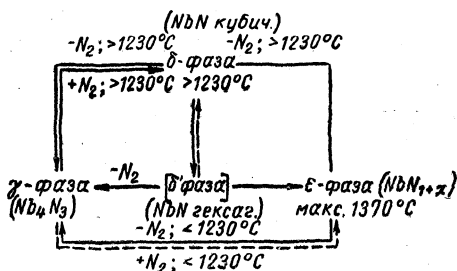 (NbN кубич.)
-N₂; >1230°C -N₂; >1230°C
δ-фаза
+N₂; >1230°C >1230°C
-N₂
γ-фаза [δ'фаза] ε-фаза (NbN₁₊ₓ)
(Nb₄N₃) (NbN гексаг.) макс. 1370°C
-N₂; <1230°C
+N₂; <1230°C